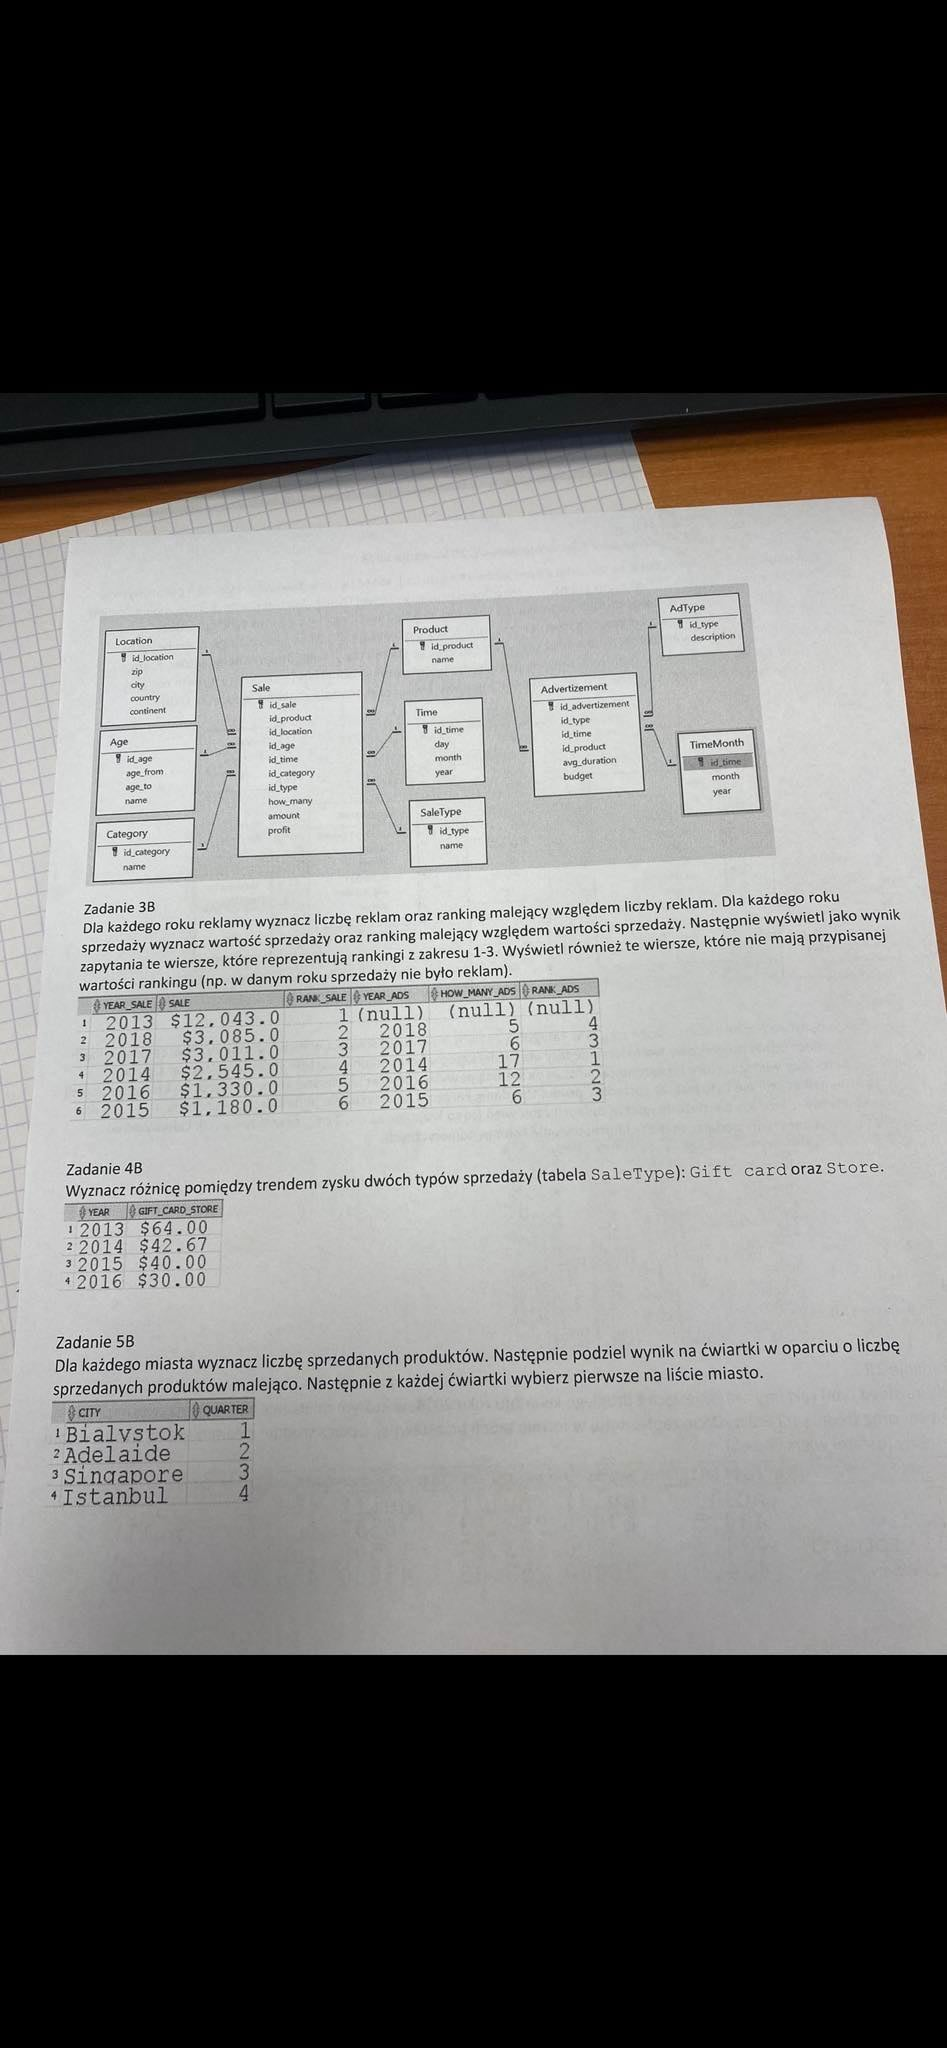 Location
id_location
zip
city
country
continent
Age
id_age
age_from
age_to
name
Category
id_category
name
Sale
id_sale
id_product
id_location
id_age
id_time
id_category
id_type
how_many
amount
profit
Product
id_product
name
Time
id_time
day
month
year
SaleType
id_type
name
Advertizement
id_advertizement
id_type
id_time
id_product
avg_duration
budget
AdType
id_type
description
TimeMonth
id_time
month
year
Zadanie 3B
Dla każdego roku reklamy wyznacz liczbę reklam oraz ranking malejący względem liczby reklam. Dla każdego roku
sprzedaży wyznacz wartość sprzedaży oraz ranking malejący względem wartości sprzedaży. Następnie wyświetl jako wynik
zapytania te wiersze, które reprezentują rankingi z zakresu 1-3. Wyświetl również te wiersze, które nie mają przypisanej
wartości rankingu (np. w danym roku sprzedaży nie było reklam).
YEAR_SALE SALE RANK_SALE YEAR_ADS HOW_MANY_ADS RANK_ADS
1 2013 $12,043.0 1 (null) (null) (null)
2 2018 $3,085.0 2 2018 5 4
3 2017 $3,011.0 3 2017 6 3
4 2014 $2,545.0 4 2014 17 1
5 2016 $1,330.0 5 2016 12 2
6 2015 $1,180.0 6 2015 6 3
Zadanie 4B
Wyznacz różnicę pomiędzy trendem zysku dwóch typów sprzedaży (tabela SaleType): Gift card oraz Store.
YEAR GIFT_CARD_STORE
1 2013 $64.00
2 2014 $42.67
3 2015 $40.00
4 2016 $30.00
Zadanie 5B
Dla każdego miasta wyznacz liczbę sprzedanych produktów. Następnie podziel wynik na ćwiartki w oparciu o liczbę
sprzedanych produktów malejąco. Następnie z każdej ćwiartki wybierz pierwsze na liście miasto.
CITY QUARTER
1 Bialystok 1
2 Adelaide 2
3 Singapore 3
4 Istanbul 4